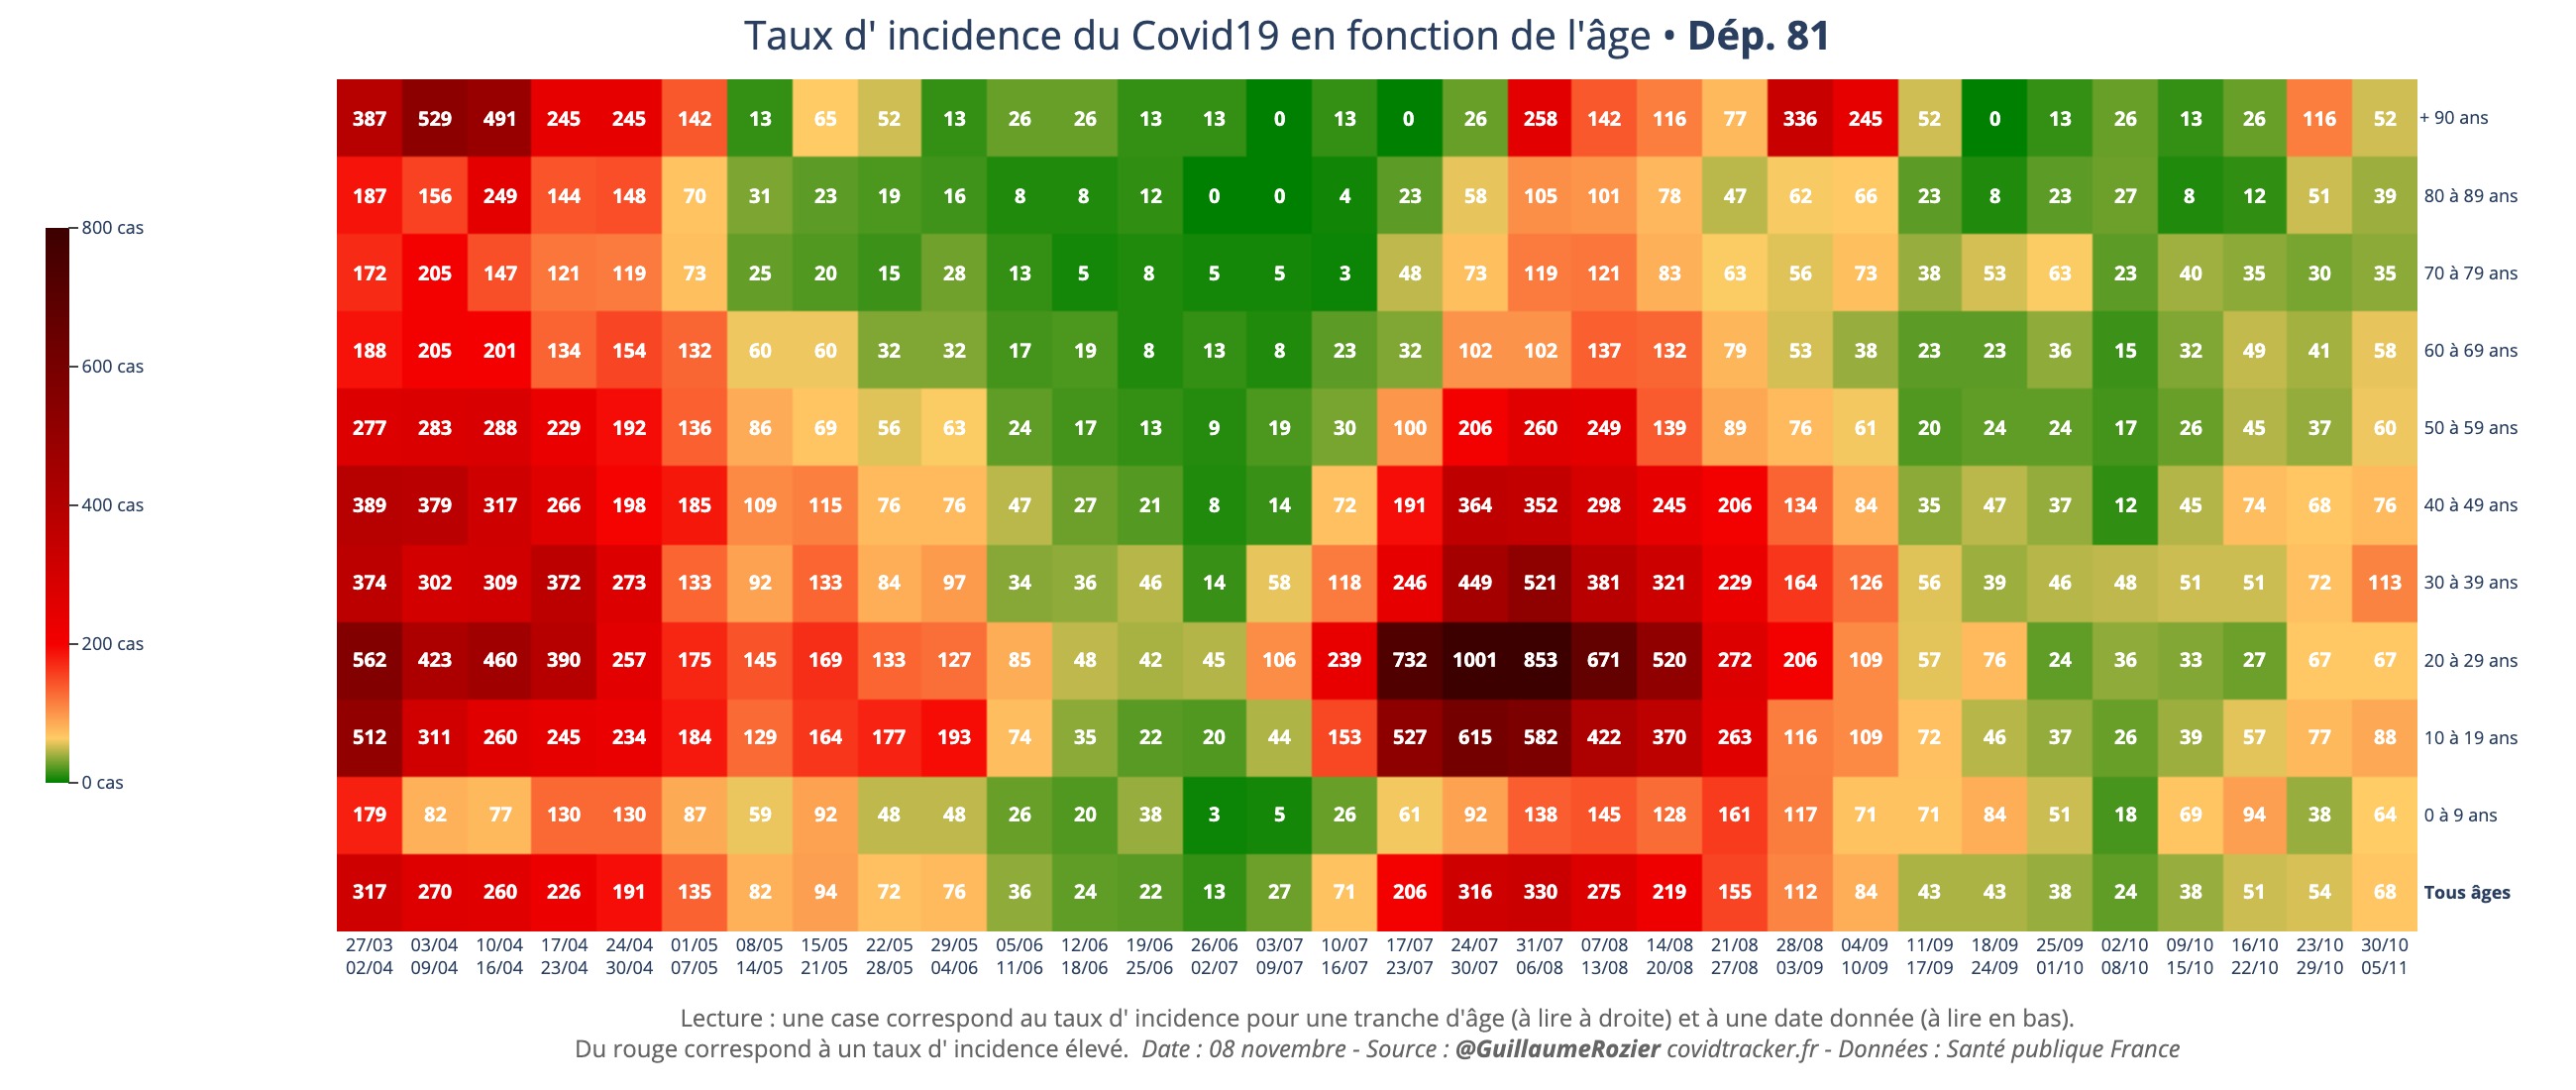 Taux d' incidence du Covid19 en fonction de l'âge • Dép. 81
387 529 491 245 245 142 13 65 52 13 26 26 13 13 0 13 0 26 258 142 116 77 336 245 52 0 13 26 13 26 116 52 + 90 ans
187 156 249 144 148 70 31 23 19 16 8 8 12 0 0 4 23 58 105 101 78 47 62 66 23 8 23 27 8 12 51 39 80 à 89 ans
800 cas
172 205 147 121 119 73 25 20 15 28 13 5 8 5 5 3 48 73 119 121 83 63 56 73 38 53 63 23 40 35 30 35 70 à 79 ans
188 205 201 134 154 132 60 60 32 32 17 19 8 13 8 23 32 102 102 137 132 79 53 38 23 23 36 15 32 49 41 58 60 à 69 ans
600 cas
277 283 288 229 192 136 86 69 56 63 24 17 13 9 19 30 100 206 260 249 139 89 76 61 20 24 24 17 26 45 37 60 50 à 59 ans
400 cas
389 379 317 266 198 185 109 115 76 76 47 27 21 8 14 72 191 364 352 298 245 206 134 84 35 47 37 12 45 74 68 76 40 à 49 ans
374 302 309 372 273 133 92 133 84 97 34 36 46 14 58 118 246 449 521 381 321 229 164 126 56 39 46 48 51 51 72 113 30 à 39 ans
200 cas
562 423 460 390 257 175 145 169 133 127 85 48 42 45 106 239 732 1001 853 671 520 272 206 109 57 76 24 36 33 27 67 67 20 à 29 ans
512 311 260 245 234 184 129 164 177 193 74 35 22 20 44 153 527 615 582 422 370 263 116 109 72 46 37 26 39 57 77 88 10 à 19 ans
0 cas
179 82 77 130 130 87 59 92 48 48 26 20 38 3 5 26 61 92 138 145 128 161 117 71 71 84 51 18 69 94 38 64 0 à 9 ans
317 270 260 226 191 135 82 94 72 76 36 24 22 13 27 71 206 316 330 275 219 155 112 84 43 43 38 24 38 51 54 68 Tous âges
27/03 03/04 10/04 17/04 24/04 01/05 08/05 15/05 22/05 29/05 05/06 12/06 19/06 26/06 03/07 10/07 17/07 24/07 31/07 07/08 14/08 21/08 28/08 04/09 11/09 18/09 25/09 02/10 09/10 16/10 23/10 30/10
02/04 09/04 16/04 23/04 30/04 07/05 14/05 21/05 28/05 04/06 11/06 18/06 25/06 02/07 09/07 16/07 23/07 30/07 06/08 13/08 20/08 27/08 03/09 10/09 17/09 24/09 01/10 08/10 15/10 22/10 29/10 05/11
Lecture : une case correspond au taux d' incidence pour une tranche d'âge (à lire à droite) et à une date donnée (à lire en bas).
Du rouge correspond à un taux d' incidence élevé. Date : 08 novembre - Source : @GuillaumeRozier covidtracker.fr - Données : Santé publique France